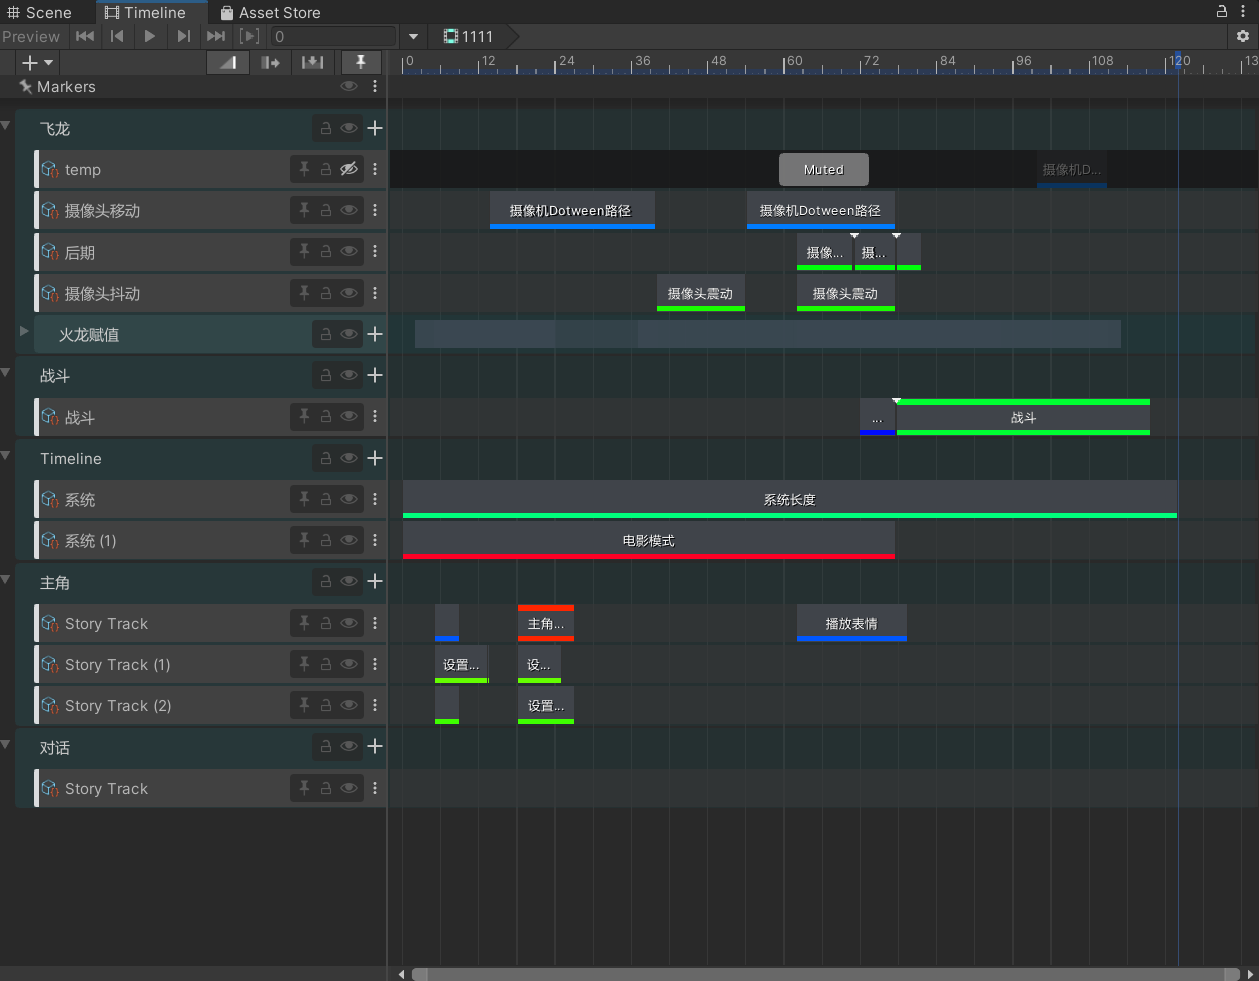 Scene Timeline Asset Store
Preview 0 1111
0 12 24 36 48 60 72 84 96 108 120 13
Markers
飞龙
temp Muted 摄像机D...
摄像头移动 摄像机Dotween路径 摄像机Dotween路径
后期 摄像... 摄...
摄像头抖动 摄像头震动 摄像头震动
火龙赋值
战斗
战斗 ... 战斗
Timeline
系统 系统长度
系统 (1) 电影模式
主角
Story Track 主角... 播放表情
Story Track (1) 设置... 设...
Story Track (2) 设置...
对话
Story Track